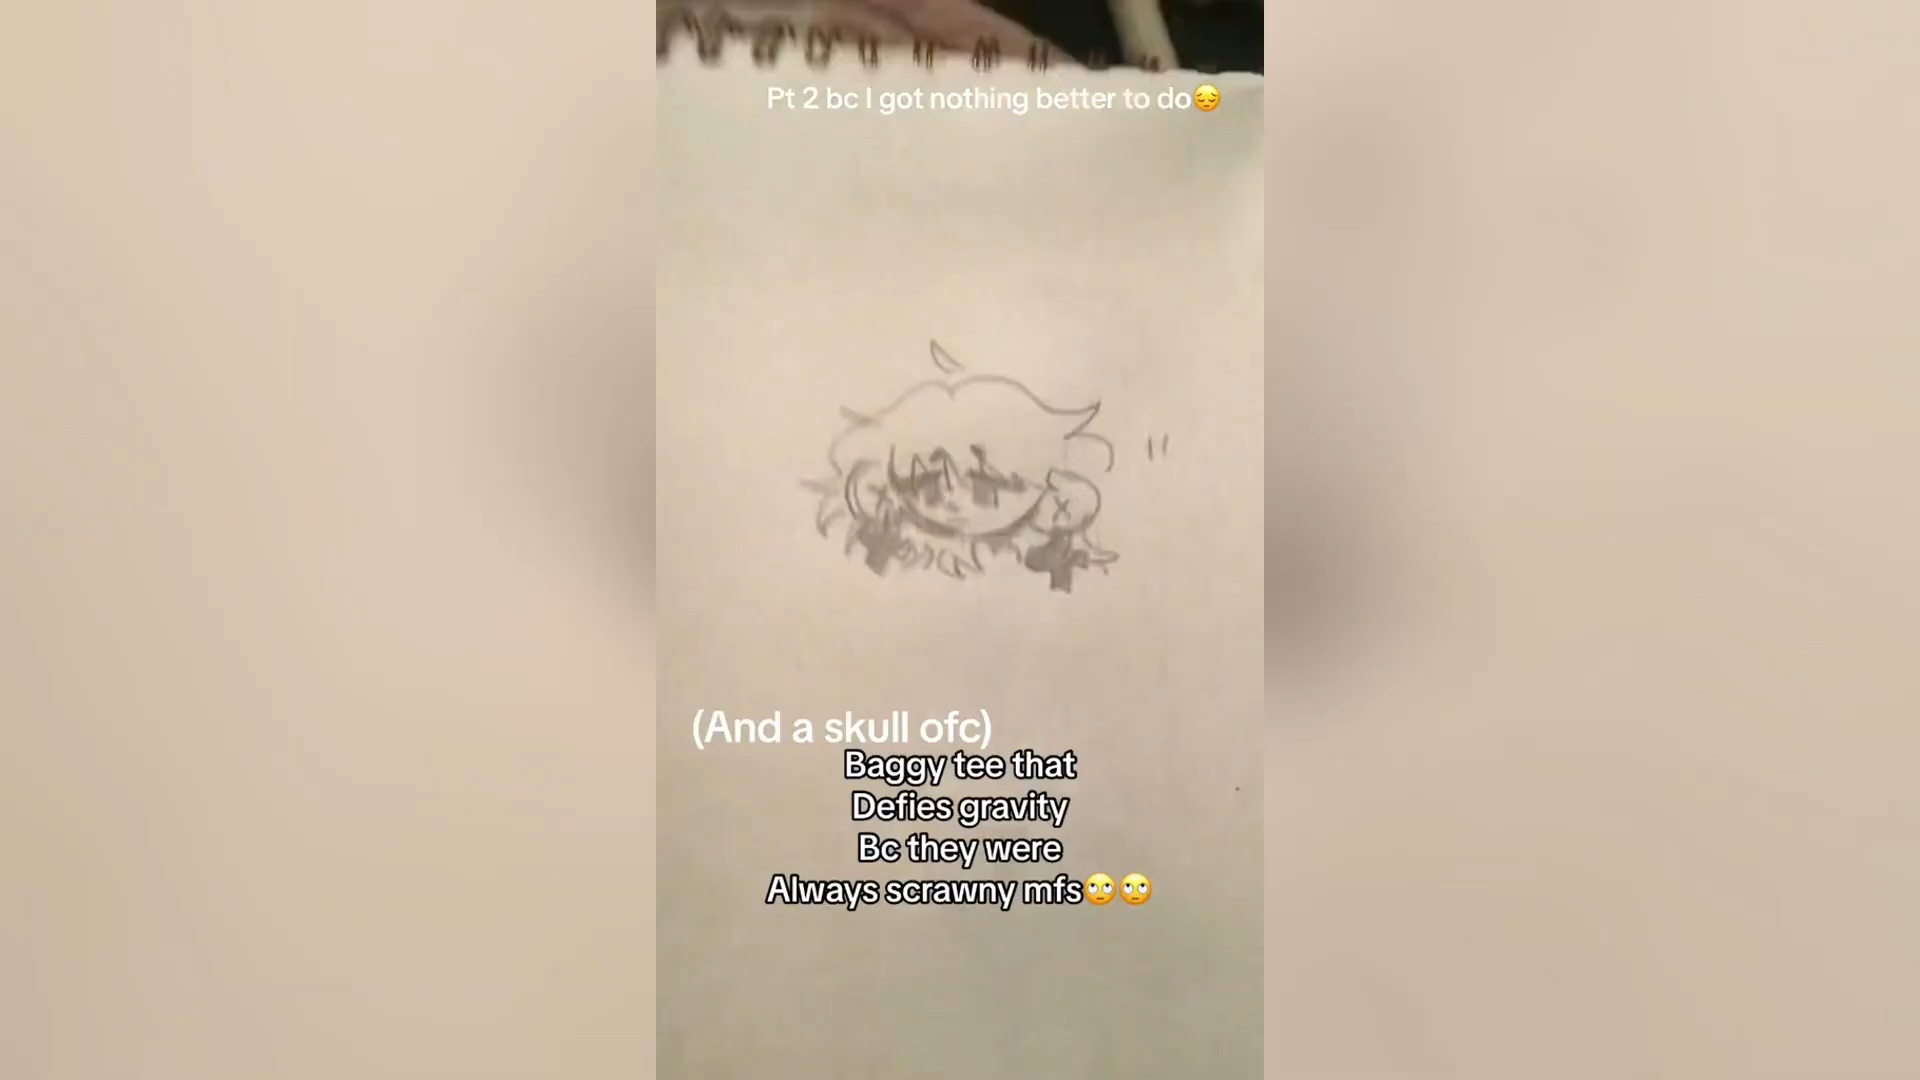 Pt 2 bc I got nothing better to do😔
(And a skull ofc)
Baggy tee that
Defies gravity
Bc they were
Always scrawny mfs🙄🙄